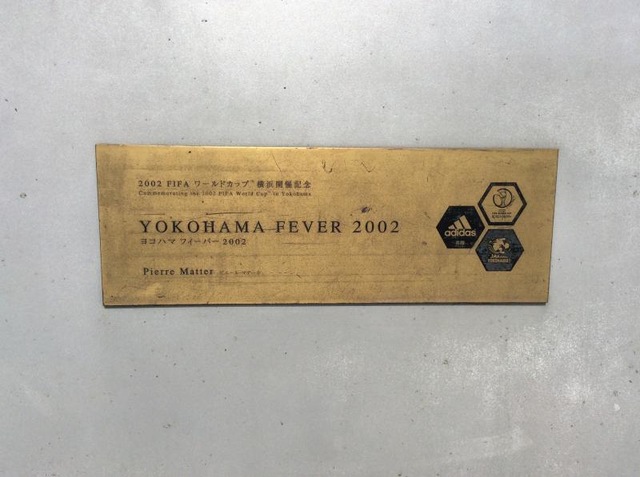 2002 FIFA ワールドカップ™横浜開催記念
Commemorating the 2002 FIFA World Cup™ in Yokohama
YOKOHAMA FEVER 2002
ヨコハマ フィーバー 2002
Pierre Matter
adidas